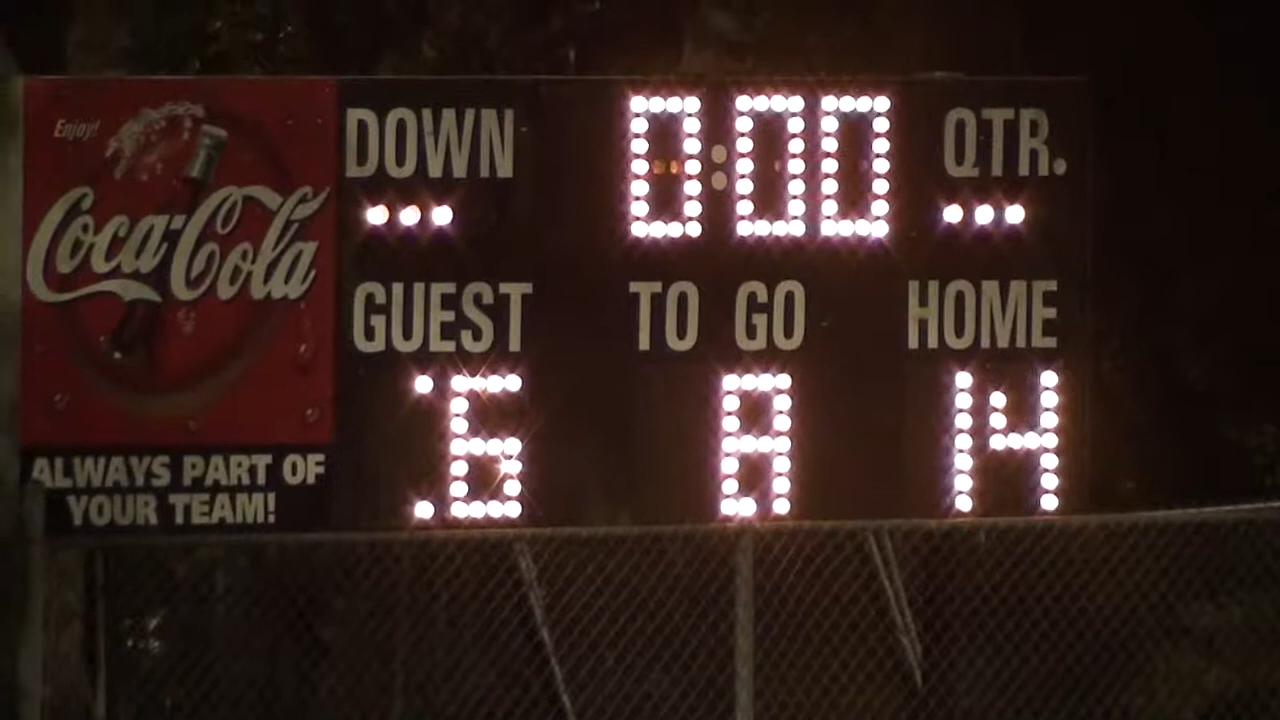 Enjoy!
Coca-Cola
ALWAYS PART OF
YOUR TEAM!
DOWN 0:00 QTR.
GUEST TO GO HOME
6 8 14